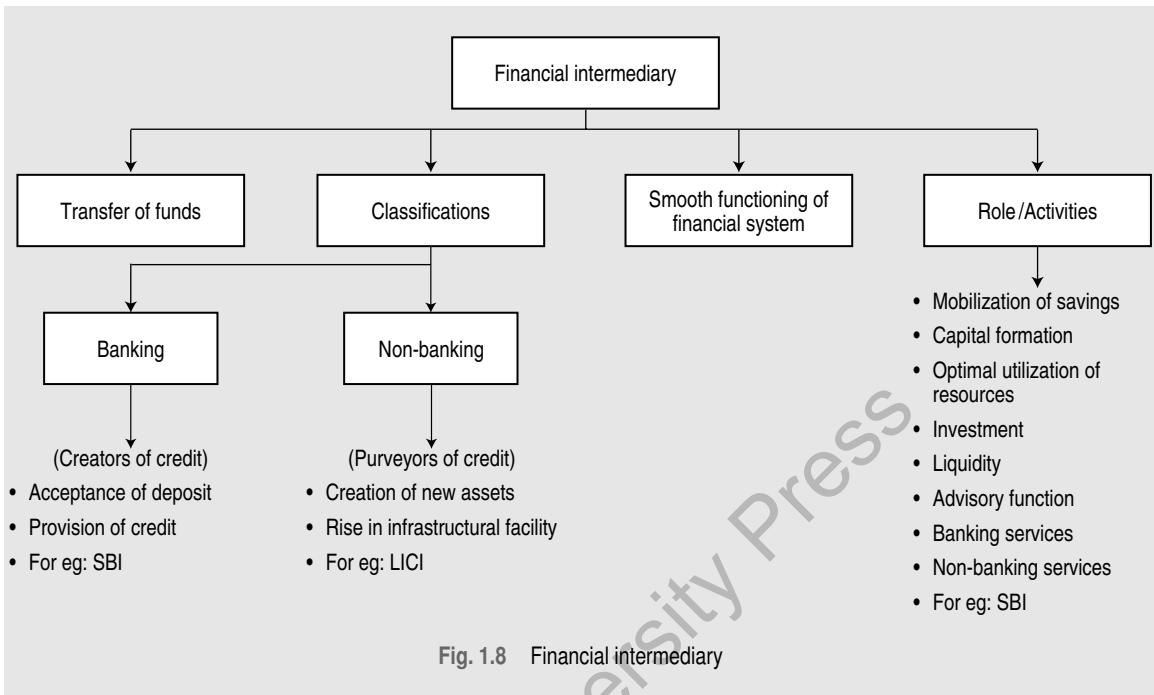 Financial intermediary
Transfer of funds
Classifications
Smooth functioning of
financial system
Role/Activities
Banking
Non-banking
(Creators of credit)
• Acceptance of deposit
• Provision of credit
• For eg: SBI
(Purveyors of credit)
• Creation of new assets
• Rise in infrastructural facility
• For eg: LICI
• Mobilization of savings
• Capital formation
• Optimal utilization of
resources
• Investment
• Liquidity
• Advisory function
• Banking services
• Non-banking services
• For eg: SBI
ersity Press
Fig. 1.8 Financial intermediary